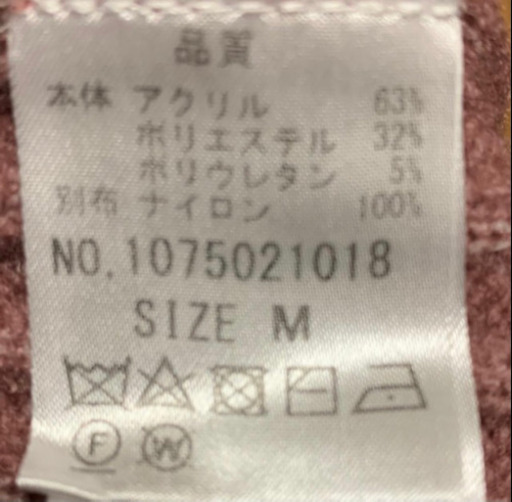 品質
本体 アクリル 63%
ポリエステル 32%
ポリウレタン 5%
別布 ナイロン 100%
NO.1075021018
SIZE M
F W